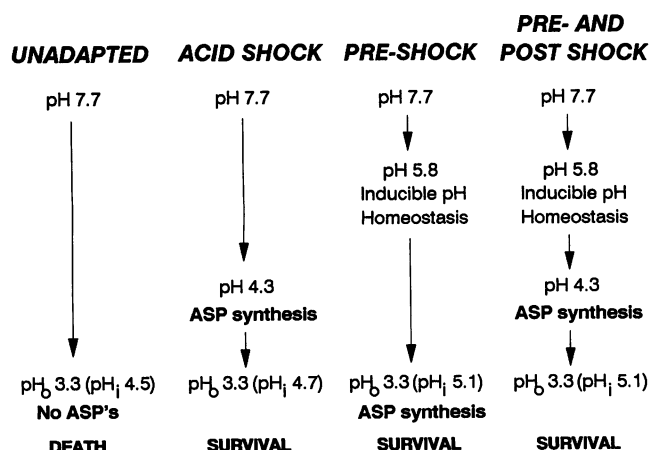 UNADAPTED
pH 7.7
pHo 3.3 (pHi 4.5)
No ASP's
DEATH
ACID SHOCK
pH 7.7
pH 4.3
ASP synthesis
pHo 3.3 (pHi 4.7)
SURVIVAL
PRE-SHOCK
pH 7.7
pH 5.8
Inducible pH
Homeostasis
pHo 3.3 (pHi 5.1)
ASP synthesis
SURVIVAL
PRE- AND
POST SHOCK
pH 7.7
pH 5.8
Inducible pH
Homeostasis
pH 4.3
ASP synthesis
pHo 3.3 (pHi 5.1)
SURVIVAL